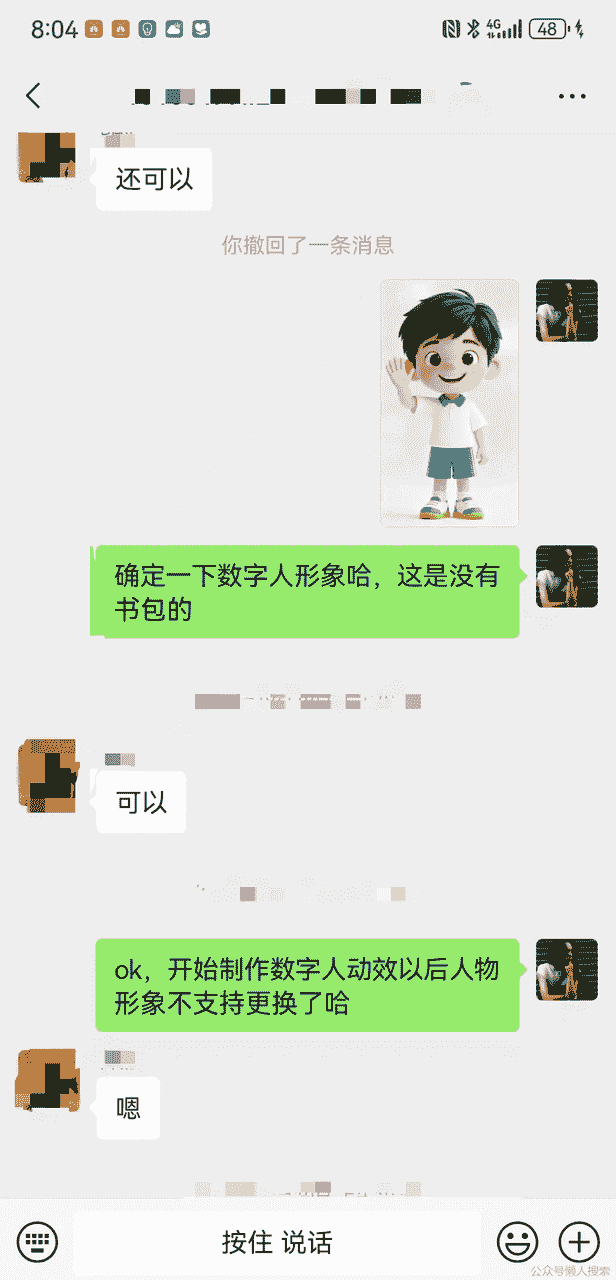 8:04
4G
48
还可以
你撤回了一条消息
确定一下数字人形象哈，这是没有
书包的
可以
ok，开始制作数字人动效以后人物
形象不支持更换了哈
嗯
按住 说话
公众号懒人搜索